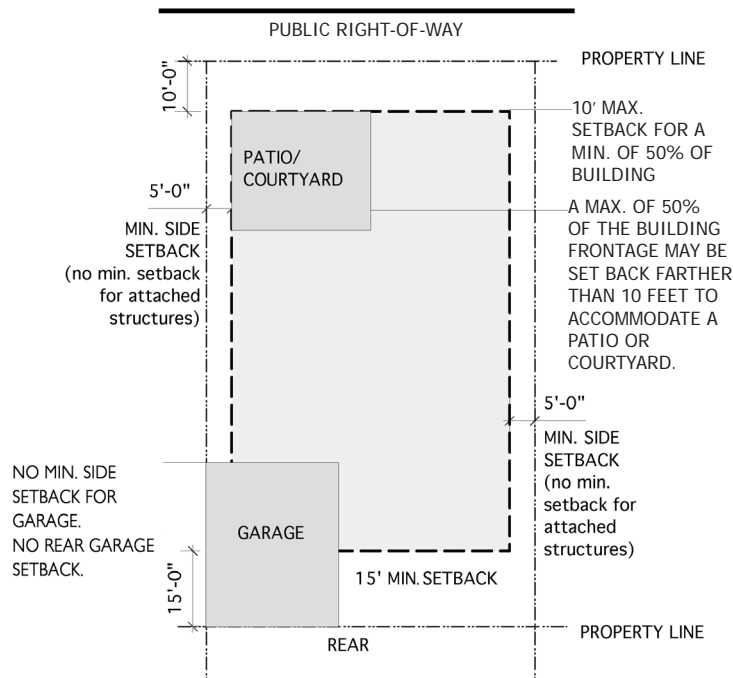 PUBLIC RIGHT-OF-WAY
PROPERTY LINE
10'-0"
10' MAX.
SETBACK FOR A
MIN. OF 50% OF
BUILDING
PATIO/
COURTYARD
5'-0"
MIN. SIDE
SETBACK
(no min. setback
for attached
structures)
A MAX. OF 50%
OF THE BUILDING
FRONTAGE MAY BE
SET BACK FARTHER
THAN 10 FEET TO
ACCOMMODATE A
PATIO OR
COURTYARD.
5'-0"
MIN. SIDE
SETBACK
(no min.
setback for
attached
structures)
NO MIN. SIDE
SETBACK FOR
GARAGE.
NO REAR GARAGE
SETBACK.
GARAGE
15'-0"
15' MIN. SETBACK
REAR
PROPERTY LINE